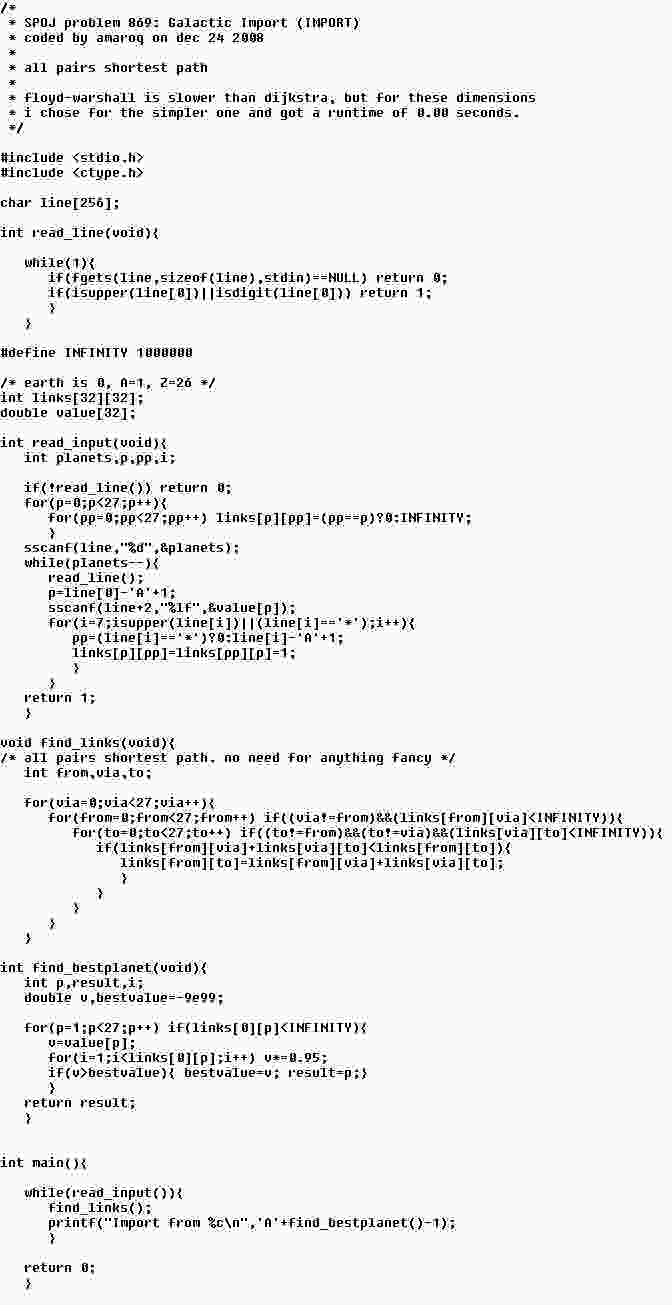 /*
 * SPOJ problem 869: Galactic Import (IMPORT)
 * coded by amaroq on dec 24 2008
 *
 * all pairs shortest path
 *
 * floyd-warshall is slower than dijkstra, but for these dimensions
 * i chose for the simpler one and got a runtime of 0.00 seconds.
 */

#include <stdio.h>
#include <ctype.h>

char line[256];

int read_line(void){

   while(1){
      if(fgets(line,sizeof(line),stdin)==NULL) return 0;
      if(isupper(line[0])||isdigit(line[0])) return 1;
      }
   }

#define INFINITY 1000000

/* earth is 0, A=1, Z=26 */
int links[32][32];
double value[32];

int read_input(void){
   int planets,p,pp,i;

   if(!read_line()) return 0;
   for(p=0;p<27;p++){
      for(pp=0;pp<27;pp++) links[p][pp]=(pp==p)?0:INFINITY;
      }
   sscanf(line,"%d",&planets);
   while(planets--){
      read_line();
      p=line[0]-'A'+1;
      sscanf(line+2,"%lf",&value[p]);
      for(i=7;isupper(line[i])||(line[i]=='*');i++){
         pp=(line[i]=='*')?0:line[i]-'A'+1;
         links[p][pp]=links[pp][p]=1;
         }
      }
   return 1;
   }

void find_links(void){
/* all pairs shortest path. no need for anything fancy */
   int from,via,to;

   for(via=0;via<27;via++){
      for(from=0;from<27;from++) if((via!=from)&&(links[from][via]<INFINITY)){
         for(to=0;to<27;to++) if((to!=from)&&(to!=via)&&(links[via][to]<INFINITY)){
            if(links[from][via]+links[via][to]<links[from][to]){
               links[from][to]=links[from][via]+links[via][to];
               }
            }
         }
      }
   }

int find_bestplanet(void){
   int p,result,i;
   double v,bestvalue=-9e99;

   for(p=1;p<27;p++) if(links[0][p]<INFINITY){
      v=value[p];
      for(i=1;i<links[0][p];i++) v*=0.95;
      if(v>bestvalue){ bestvalue=v; result=p;}
      }
   return result;
   }


int main(){

   while(read_input()){
      find_links();
      printf("Import from %c\n",'A'+find_bestplanet()-1);
      }

   return 0;
   }